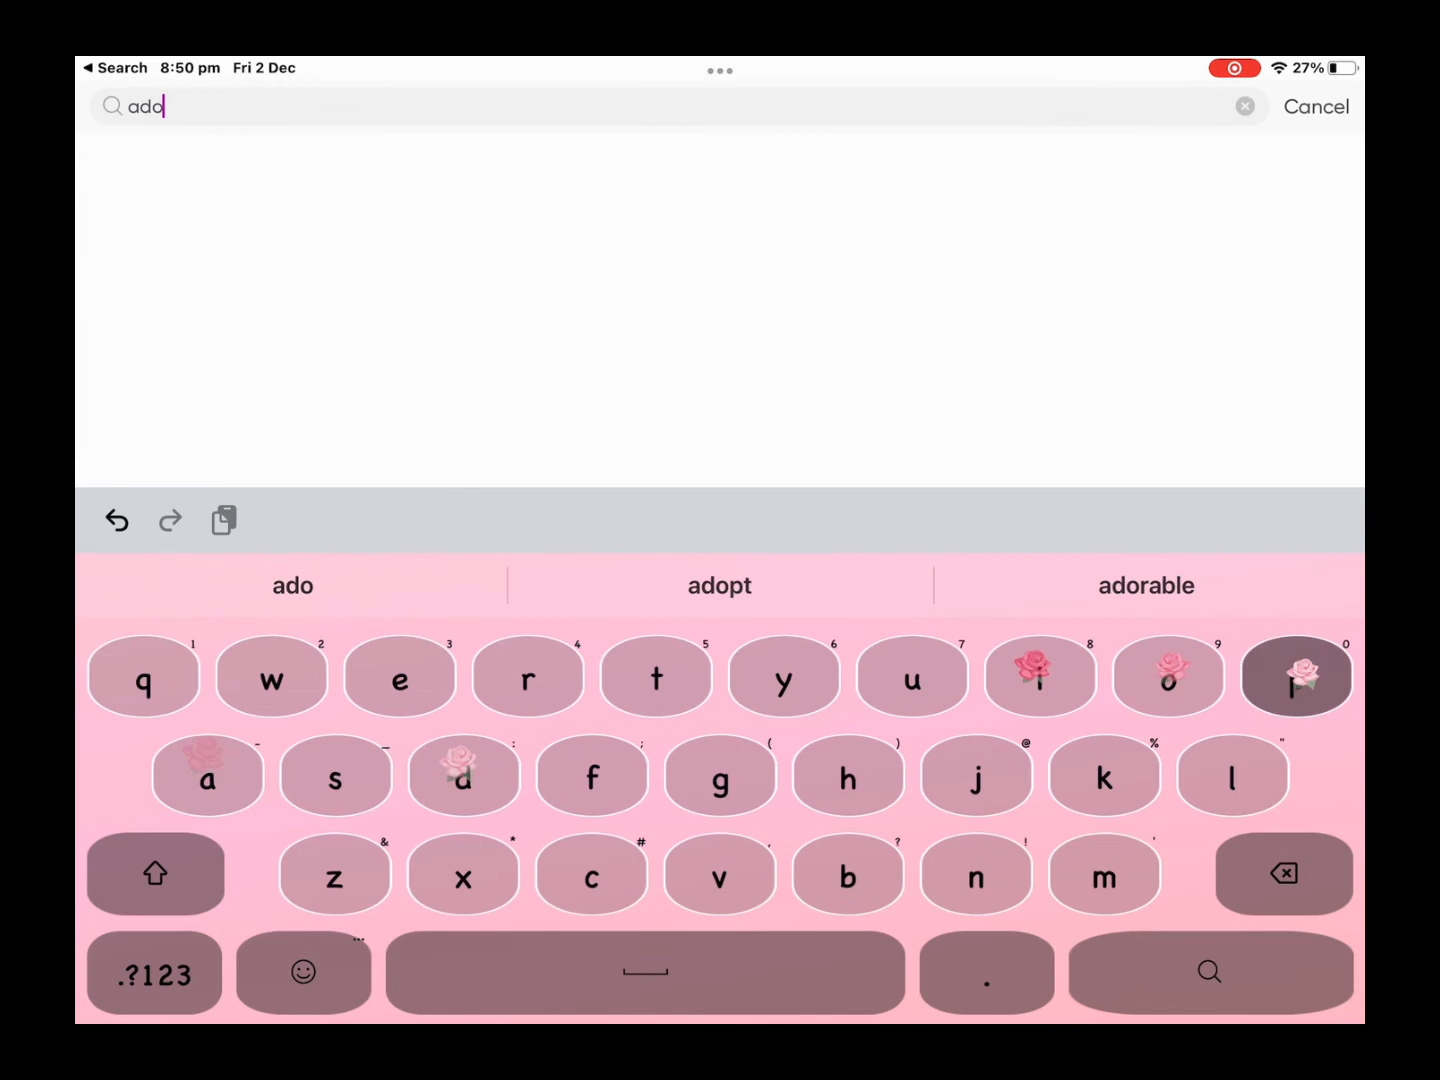 Search 8:50 pm Fri 2 Dec 27%
ado Cancel
ado adopt adorable
q 1 w 2 e 3 r 4 t 5 y 6 u 7 i 8 o 9 p 0
a - s _ d : f ; g ( h ) j @ k % l "
z & x * c # v , b ? n ! m '
.?123 ... .